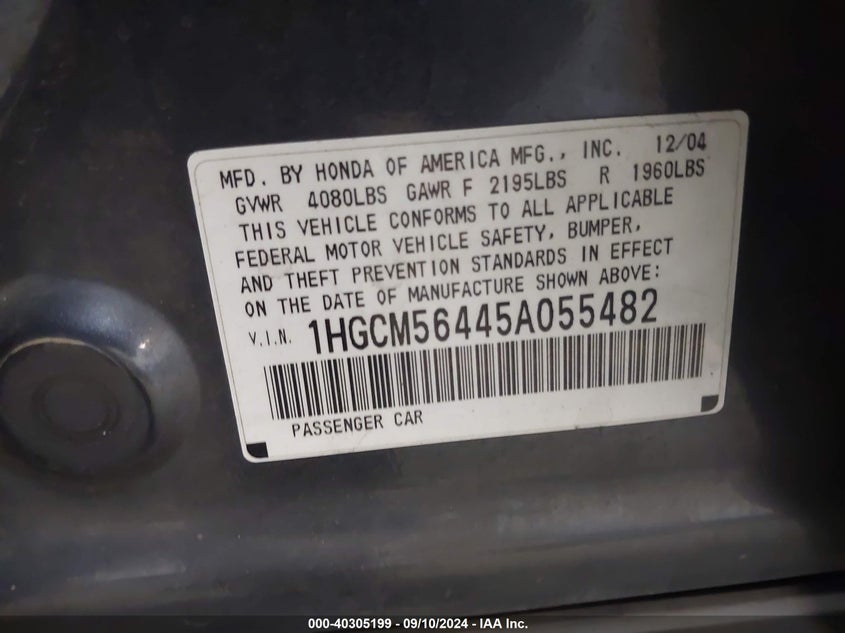 MFD. BY HONDA OF AMERICA MFG., INC. 12/04
GVWR 4080LBS GAWR F 2195LBS R 1960LBS
THIS VEHICLE CONFORMS TO ALL APPLICABLE
FEDERAL MOTOR VEHICLE SAFETY, BUMPER,
AND THEFT PREVENTION STANDARDS IN EFFECT
ON THE DATE OF MANUFACTURE SHOWN ABOVE:
V.I.N. 1HGCM56445A055482
PASSENGER CAR
000-40305199 - 09/10/2024 - IAA Inc.